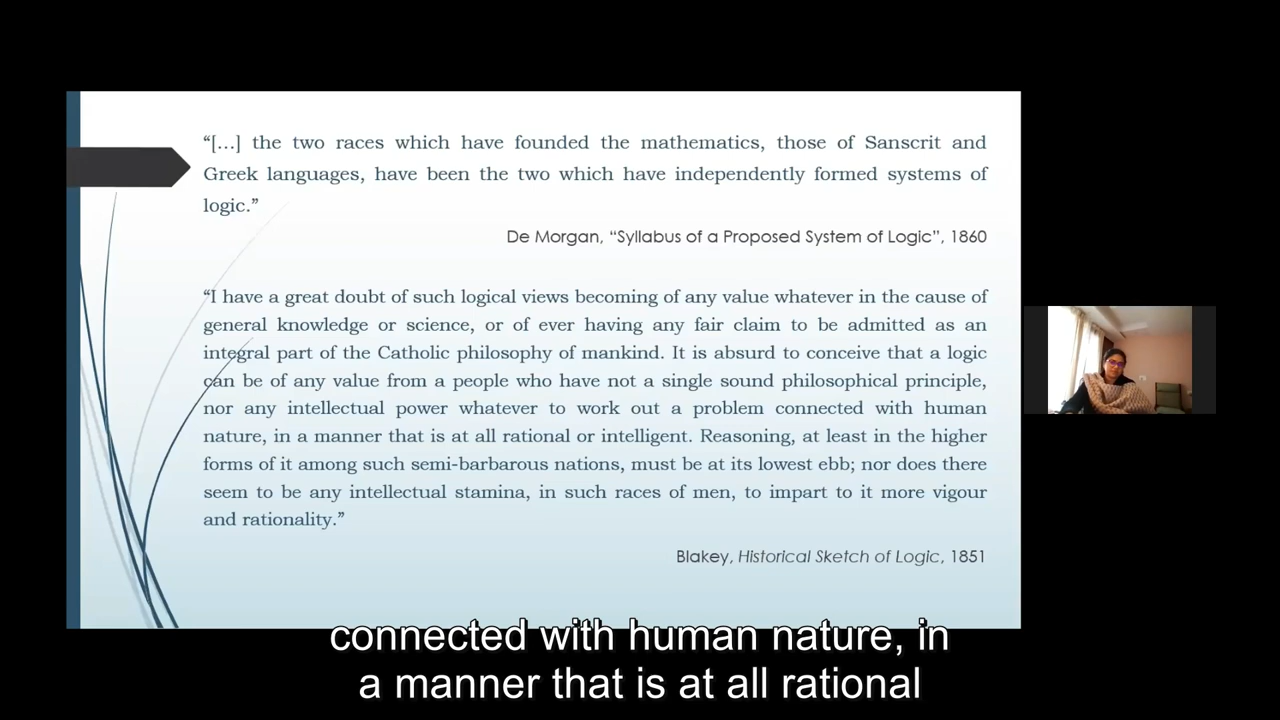 “[...] the two races which have founded the mathematics, those of Sanscrit and
Greek languages, have been the two which have independently formed systems of
logic.”
De Morgan, “Syllabus of a Proposed System of Logic”, 1860
“I have a great doubt of such logical views becoming of any value whatever in the cause of
general knowledge or science, or of ever having any fair claim to be admitted as an
integral part of the Catholic philosophy of mankind. It is absurd to conceive that a logic
can be of any value from a people who have not a single sound philosophical principle,
nor any intellectual power whatever to work out a problem connected with human
nature, in a manner that is at all rational or intelligent. Reasoning, at least in the higher
forms of it among such semi-barbarous nations, must be at its lowest ebb; nor does there
seem to be any intellectual stamina, in such races of men, to impart to it more vigour
and rationality.”
Blakey, Historical Sketch of Logic, 1851
connected with human nature, in
a manner that is at all rational